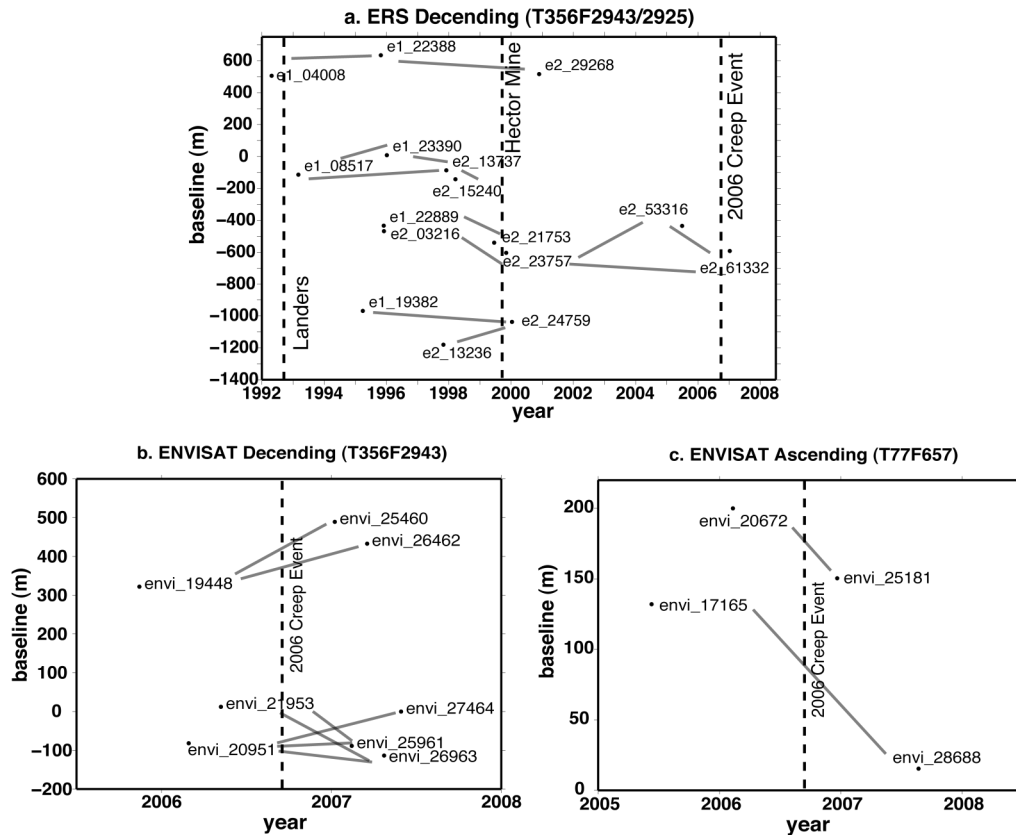 a. ERS Decending (T356F2943/2925)
600
400
200
0
−200
−400
−600
−800
−1000
−1200
−1400
baseline (m)
e1_22388
e1_04008
e2_29268
e1_23390
e1_08517
e2_13737
e2_15240
e1_22889
e2_03216
e2_21753
e2_23757
e2_53316
e2_61332
e1_19382
e2_24759
e2_13236
Landers
Hector Mine
2006 Creep Event
1992 1994 1996 1998 2000 2002 2004 2006 2008
year
b. ENVISAT Decending (T356F2943)
600
500
400
300
200
100
0
−100
−200
baseline (m)
envi_25460
envi_26462
envi_19448
envi_21953
envi_27464
envi_20951
envi_25961
envi_26963
2006 Creep Event
2006 2007 2008
year
c. ENVISAT Ascending (T77F657)
200
150
100
50
0
baseline (m)
envi_20672
envi_25181
envi_17165
envi_28688
2006 Creep Event
2005 2006 2007 2008
year